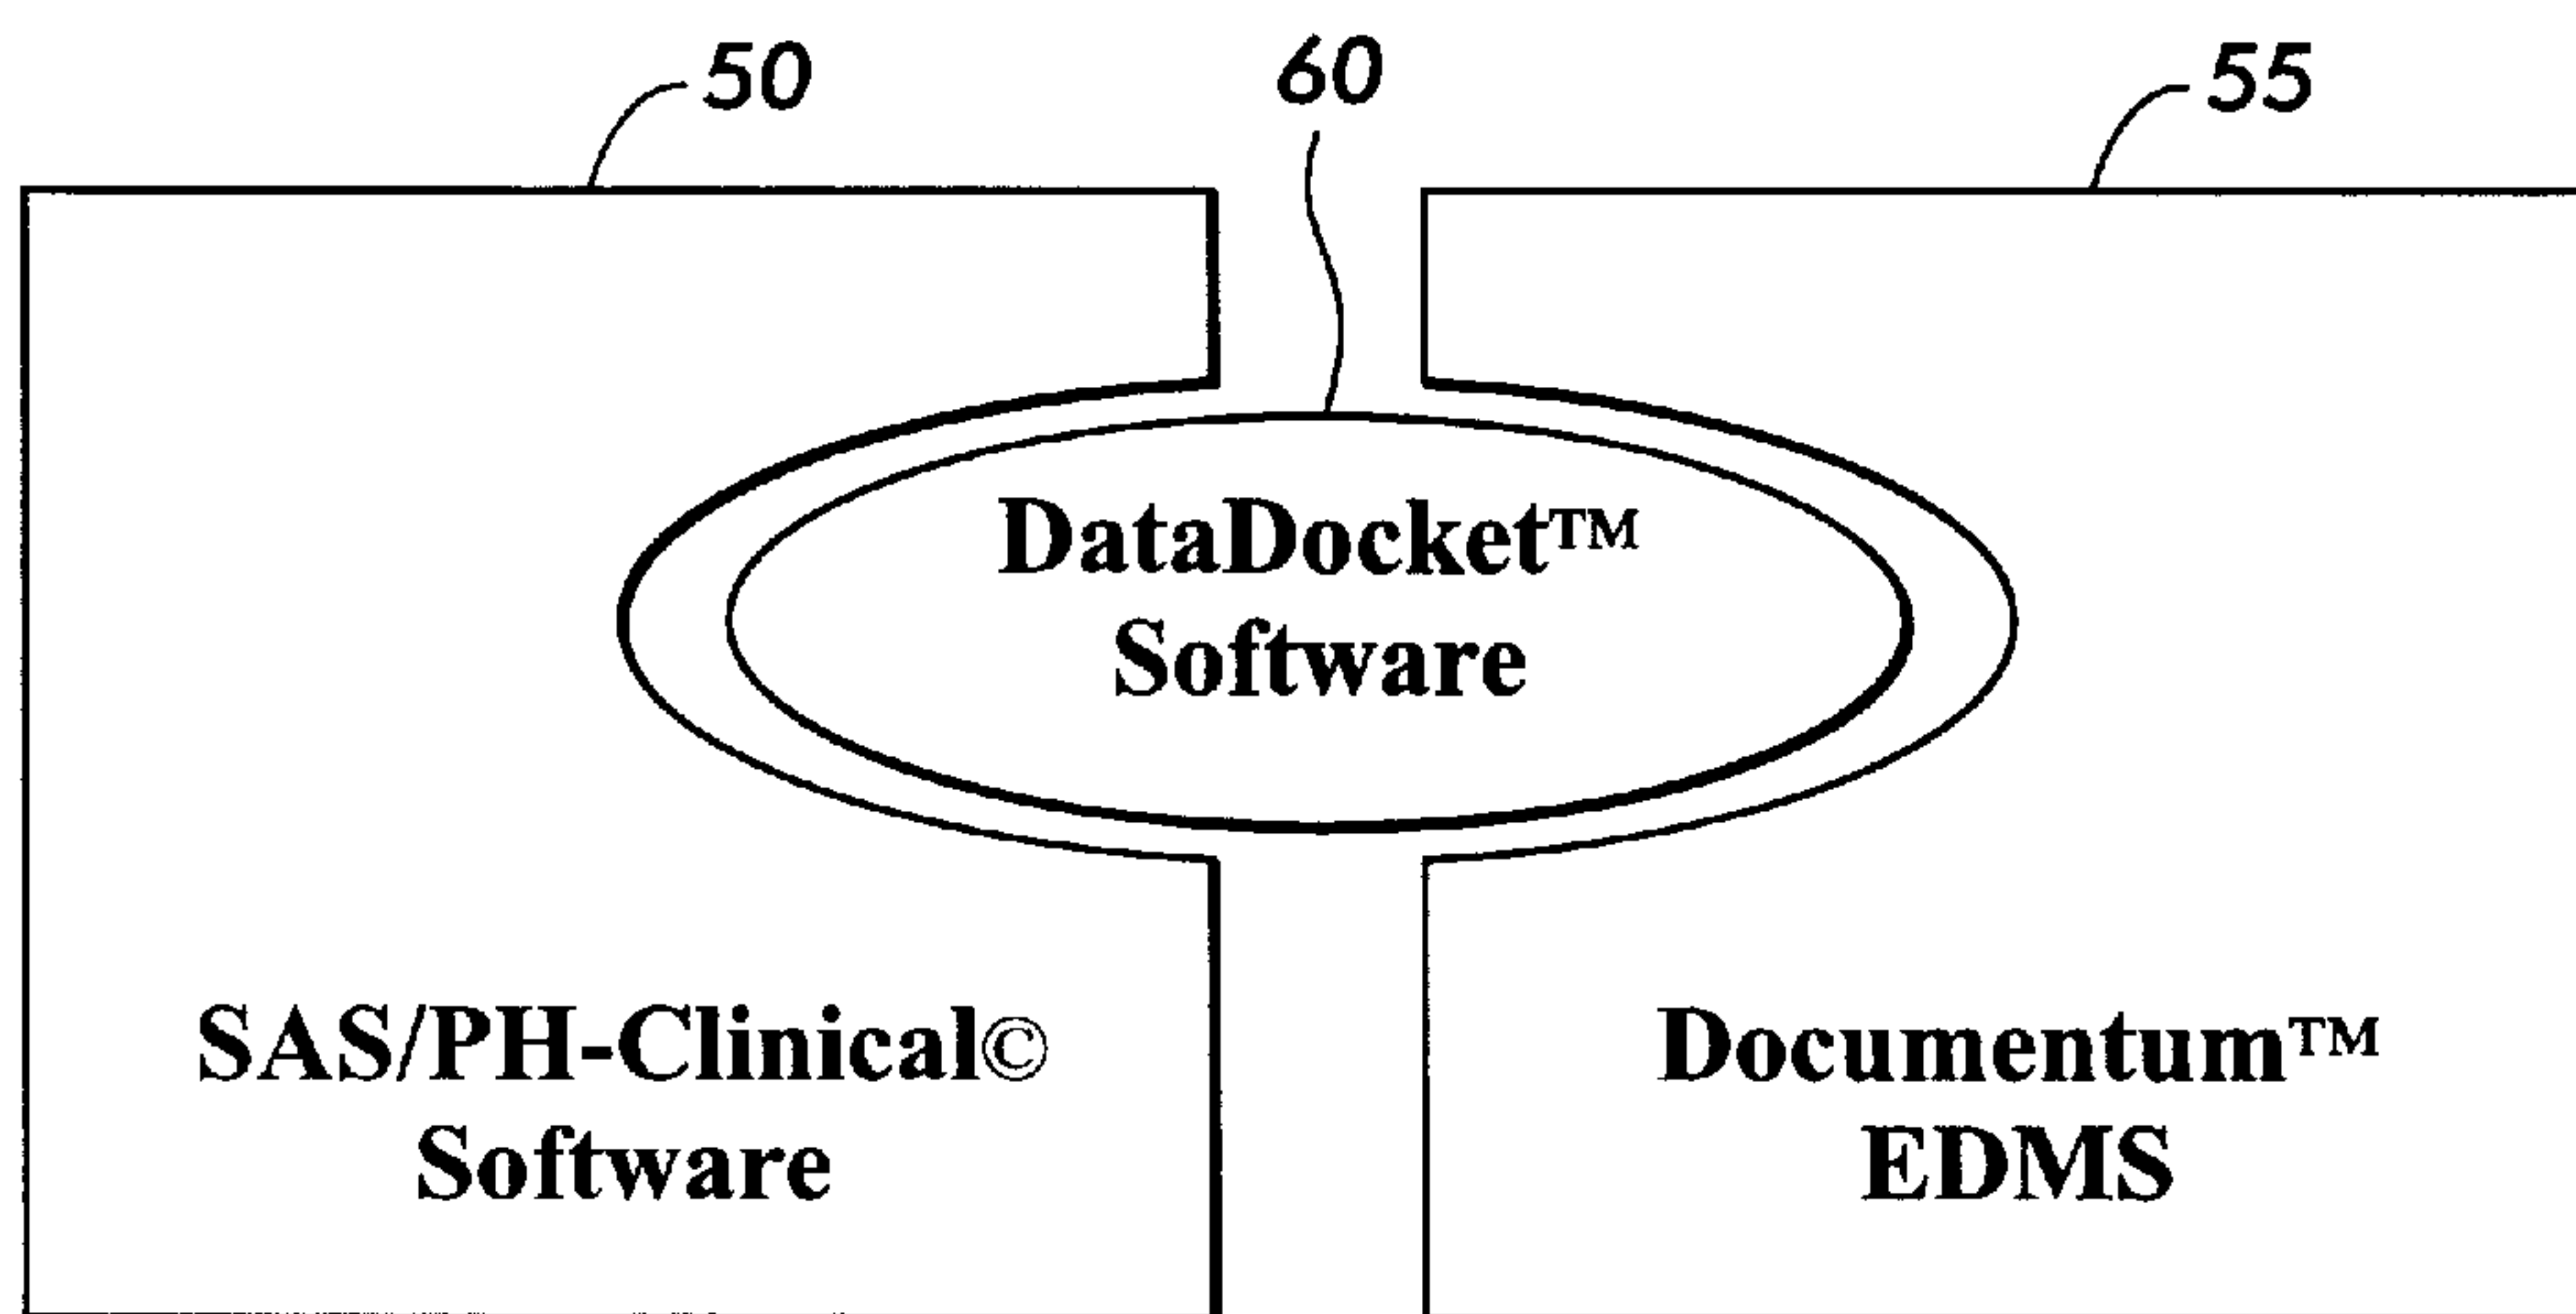 50
60
55
DataDocket™
Software
SAS/PH-Clinical©
Software
Documentum™
EDMS